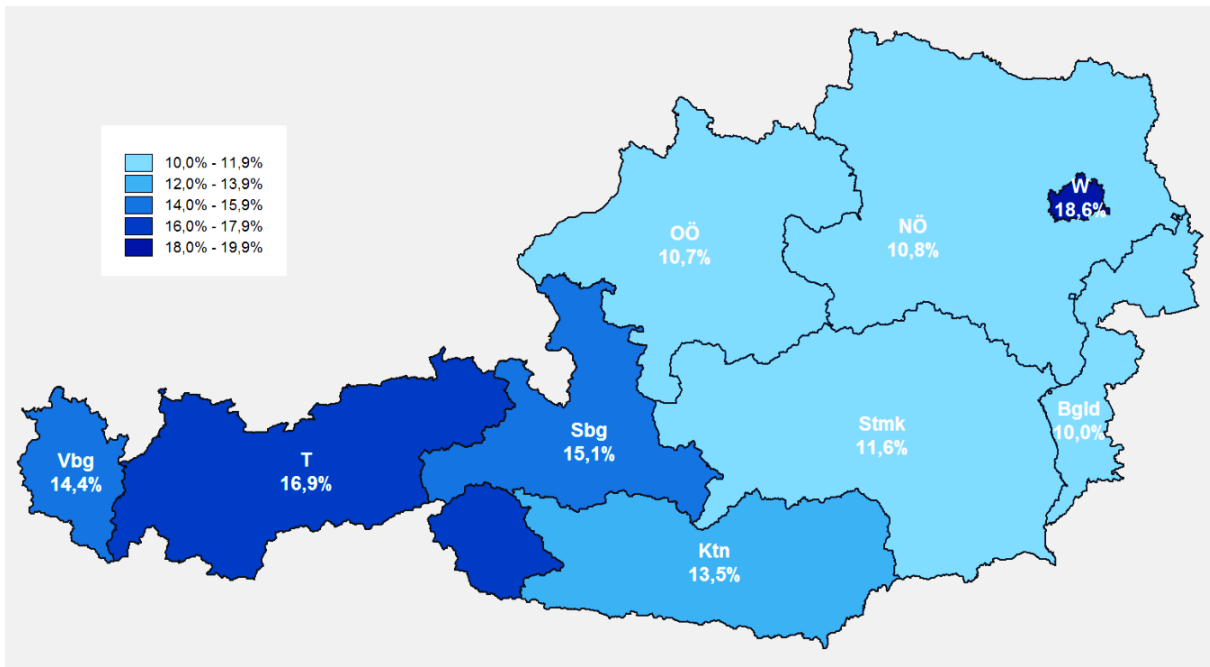 10,0% - 11,9%
12,0% - 13,9%
14,0% - 15,9%
16,0% - 17,9%
18,0% - 19,9%
W
18,6%
NÖ
10,8%
OÖ
10,7%
Bgld
10,0%
Stmk
11,6%
Sbg
15,1%
Vbg
14,4%
T
16,9%
Ktn
13,5%